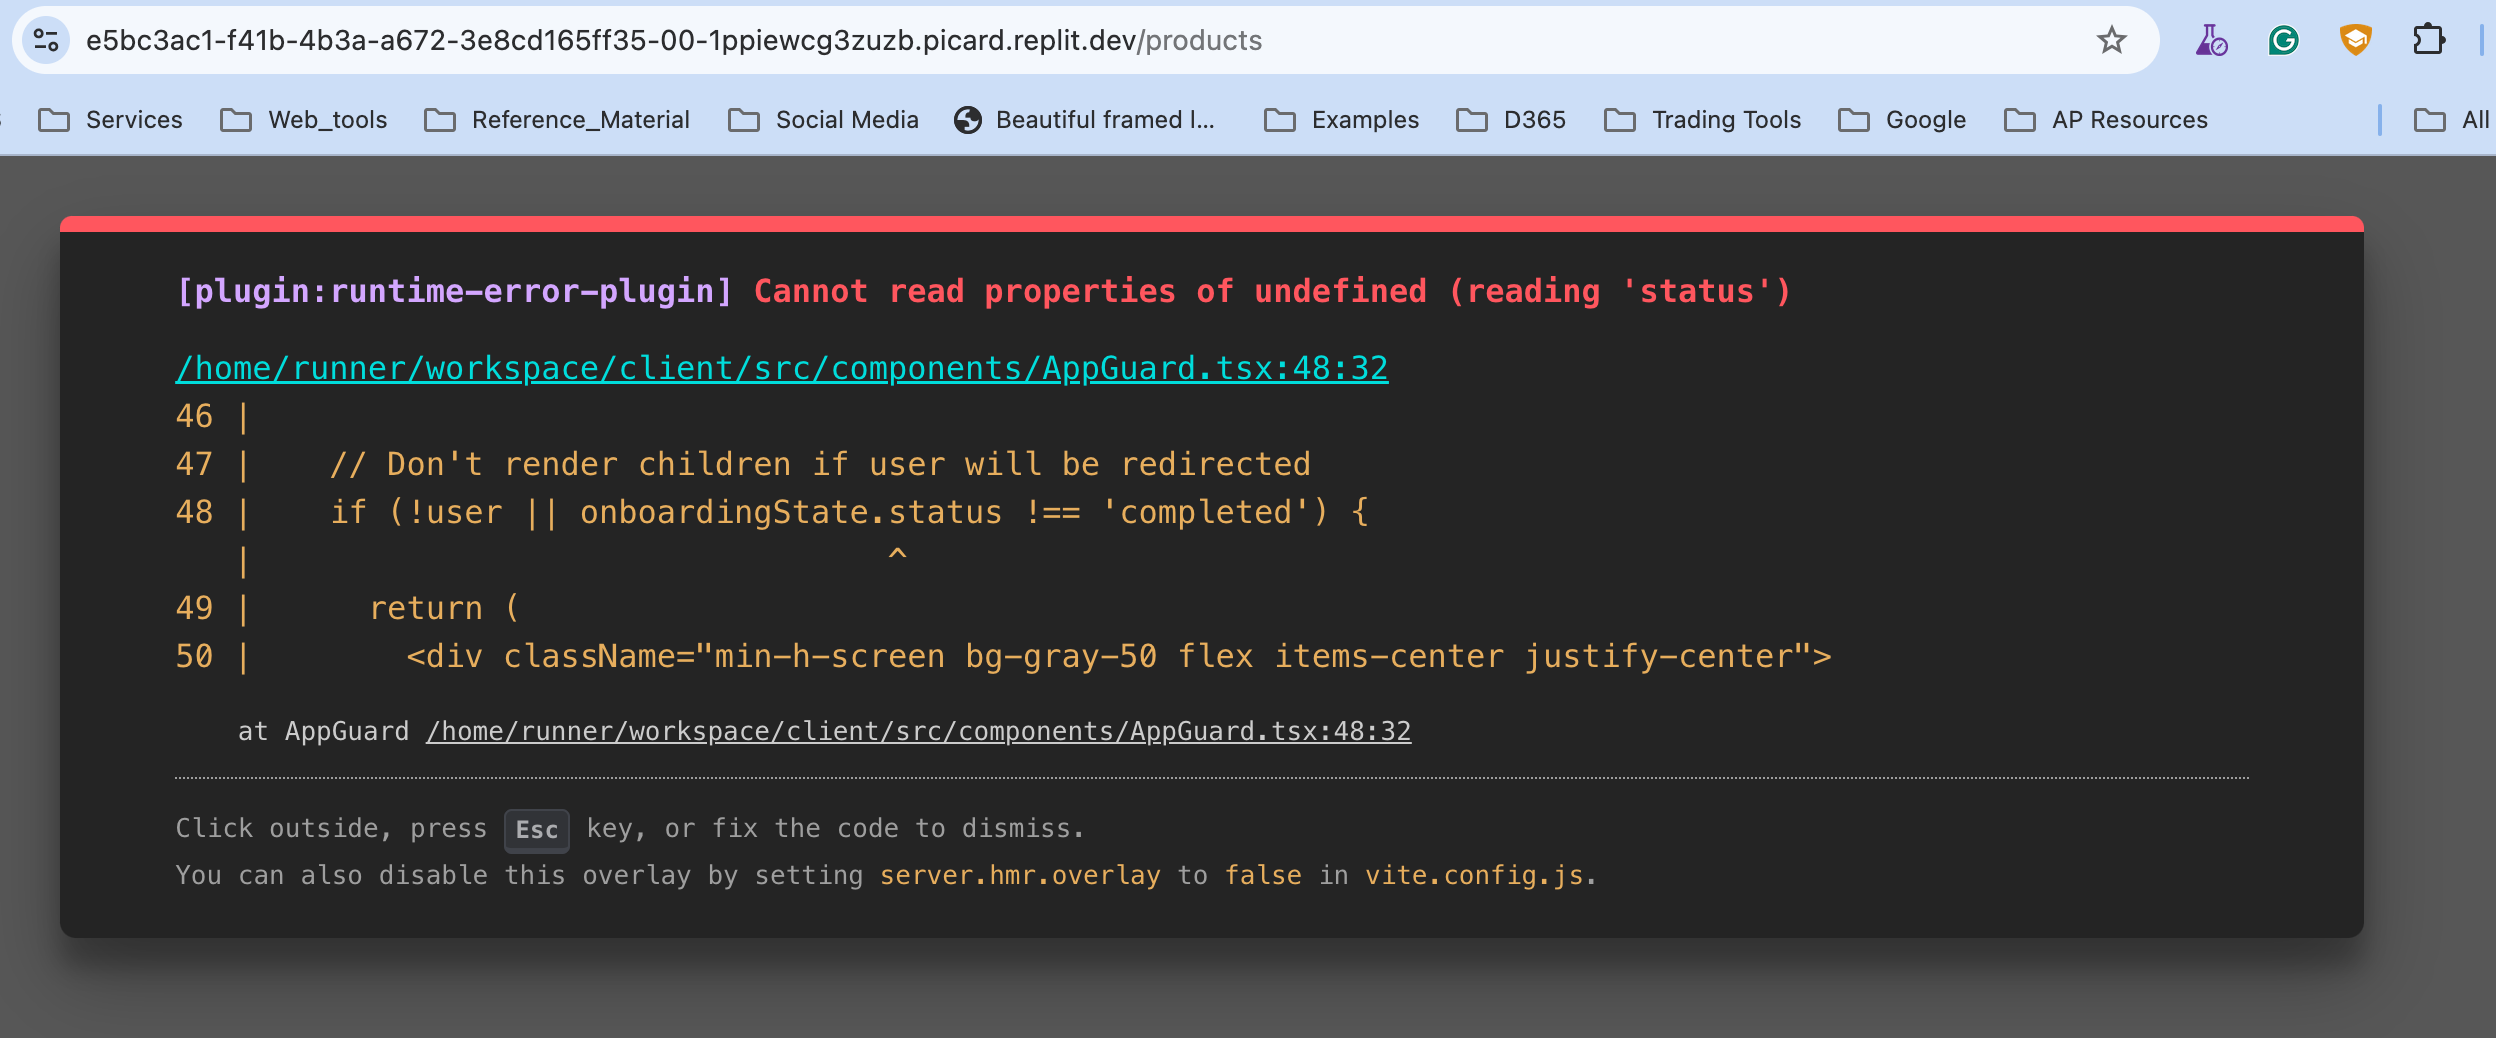 e5bc3ac1-f41b-4b3a-a672-3e8cd165ff35-00-1ppiewcg3zuzb.picard.replit.dev/products
Services Web_tools Reference_Material Social Media Beautiful framed l... Examples D365 Trading Tools Google AP Resources All
[plugin:runtime-error-plugin] Cannot read properties of undefined (reading 'status')
/home/runner/workspace/client/src/components/AppGuard.tsx:48:32
46 |
47 |    // Don't render children if user will be redirected
48 |    if (!user || onboardingState.status !== 'completed') {
   |                                 ^
49 |      return (
50 |        <div className="min-h-screen bg-gray-50 flex items-center justify-center">
at AppGuard /home/runner/workspace/client/src/components/AppGuard.tsx:48:32
Click outside, press Esc key, or fix the code to dismiss.
You can also disable this overlay by setting server.hmr.overlay to false in vite.config.js.